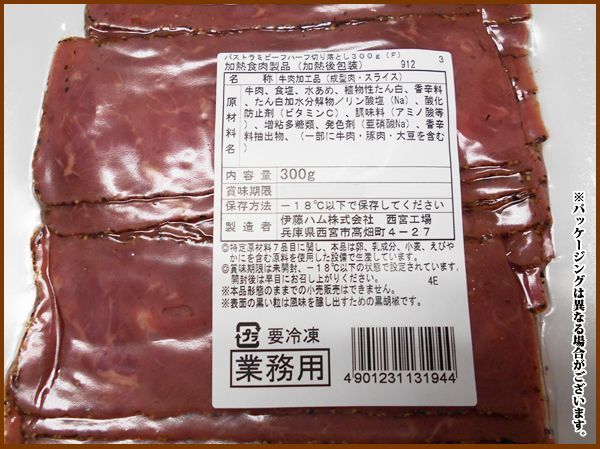 パストラミビーフハーフ切り落とし300g(F) 3
加熱食肉製品(加熱後包装) 912
名称 牛肉加工品(成型肉・スライス)
原材料名
牛肉、食塩、水あめ、植物性たん白、香辛料
、たん白加水分解物/リン酸塩(Na)、酸化
防止剤(ビタミンC)、調味料(アミノ酸等
)、増粘多糖類、発色剤(亜硝酸Na)、香辛
料抽出物、(一部に牛肉・豚肉・大豆を含む
)
内容量 300g
賞味期限
保存方法 -18℃以下で保存してください
製造者 伊藤ハム株式会社 西宮工場
兵庫県西宮市高畑町4-27
◎特定原材料7品目に関し、本品は卵、乳成分、小麦、えびや
かにを含む原料を使用した設備で生産しています。
◎賞味期限は未開封、-18℃以下の状態で設定されています。
開封後は早目にお召し上がりください。 4E
※本品形態のままでの小売販売はできません。
※表面の黒い粒は風味を醸し出すための黒胡椒です。
プラ 要冷凍
業務用
4901231131944
※パッケージングは異なる場合がございます。